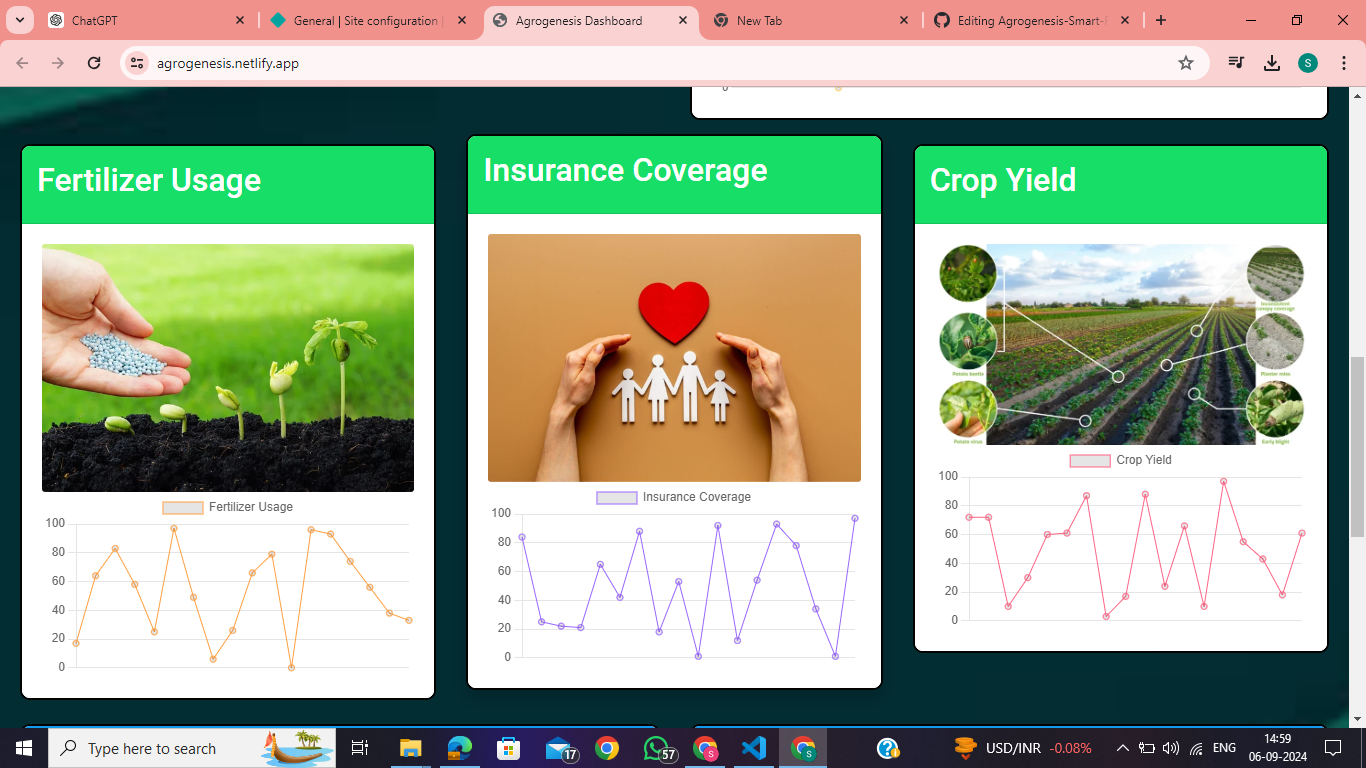 ChatGPT
General | Site configuration |
Agrogenesis Dashboard
New Tab
Editing Agrogenesis-Smart-F
agrogenesis.netlify.app
S
0
Fertilizer Usage
Insurance Coverage
Crop Yield
Inconsistent canopy coverage
Potato beetle
Planter miss
Potato virus
Early blight
Fertilizer Usage
100
80
60
40
20
0
Insurance Coverage
100
80
60
40
20
0
Crop Yield
100
80
60
40
20
0
Type here to search
17
57
S
S
USD/INR -0.08%
ENG
14:59
06-09-2024